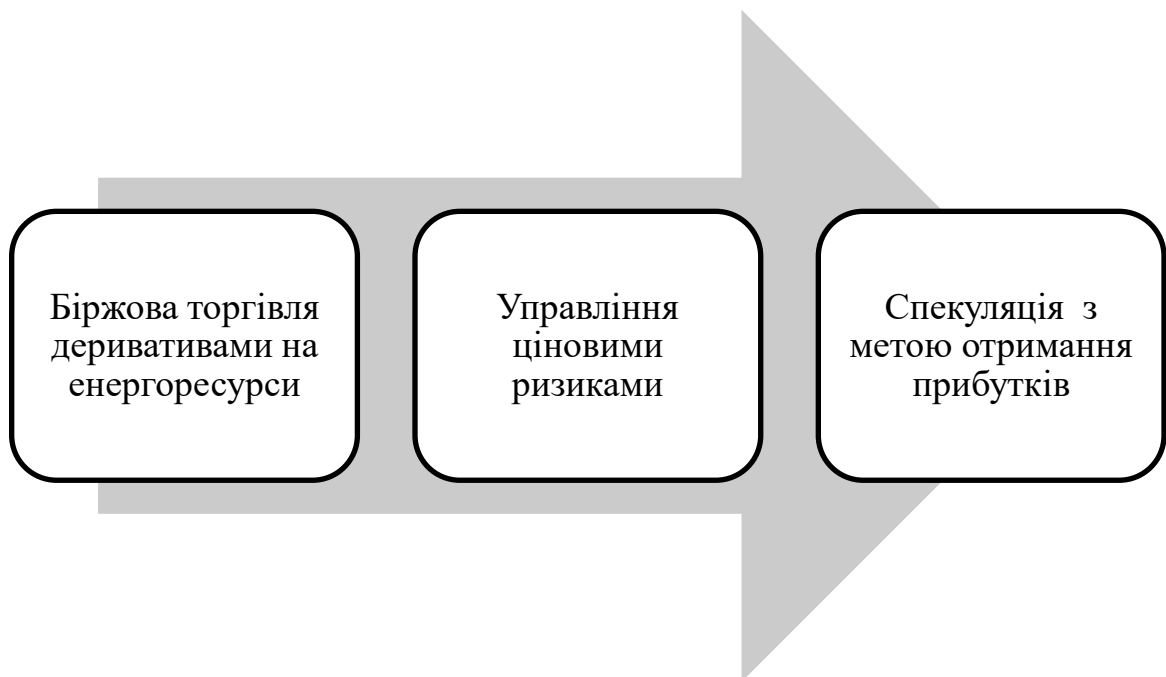 Біржова торгівля
деривативами на
енергоресурси
Управління
ціновими
ризиками
Спекуляція з
метою отримання
прибутків